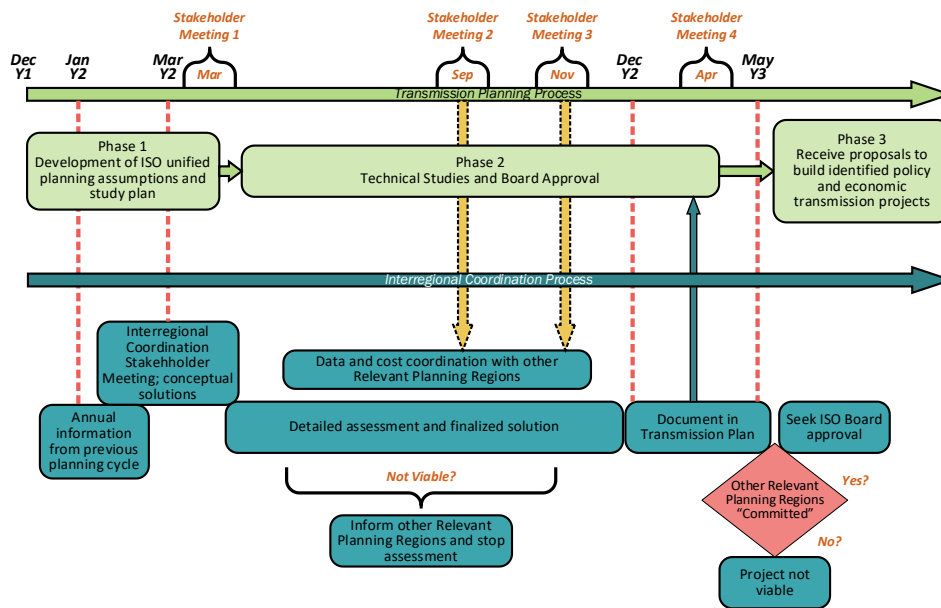 Stakeholder
Meeting 1
Stakeholder
Meeting 2
Stakeholder
Meeting 3
Stakeholder
Meeting 4
Dec
Y1
Jan
Y2
Mar
Y2
Mar
Sep
Nov
Dec
Y2
Apr
May
Y3
Transmission Planning Process
Phase 1
Development of ISO unified
planning assumptions and
study plan
Phase 2
Technical Studies and Board Approval
Phase 3
Receive proposals to
build identified policy
and economic
transmission projects
Interregional Coordination Process
Interregional
Coordination
Stakehholder
Meeting; conceptual
solutions
Data and cost coordination with other
Relevant Planning Regions
Annual
information
from previous
planning cycle
Detailed assessment and finalized solution
Document in
Transmission Plan
Seek ISO Board
approval
Not Viable?
Inform other Relevant
Planning Regions and stop
assessment
Other Relevant
Planning Regions
“Committed”
Yes?
No?
Project not
viable